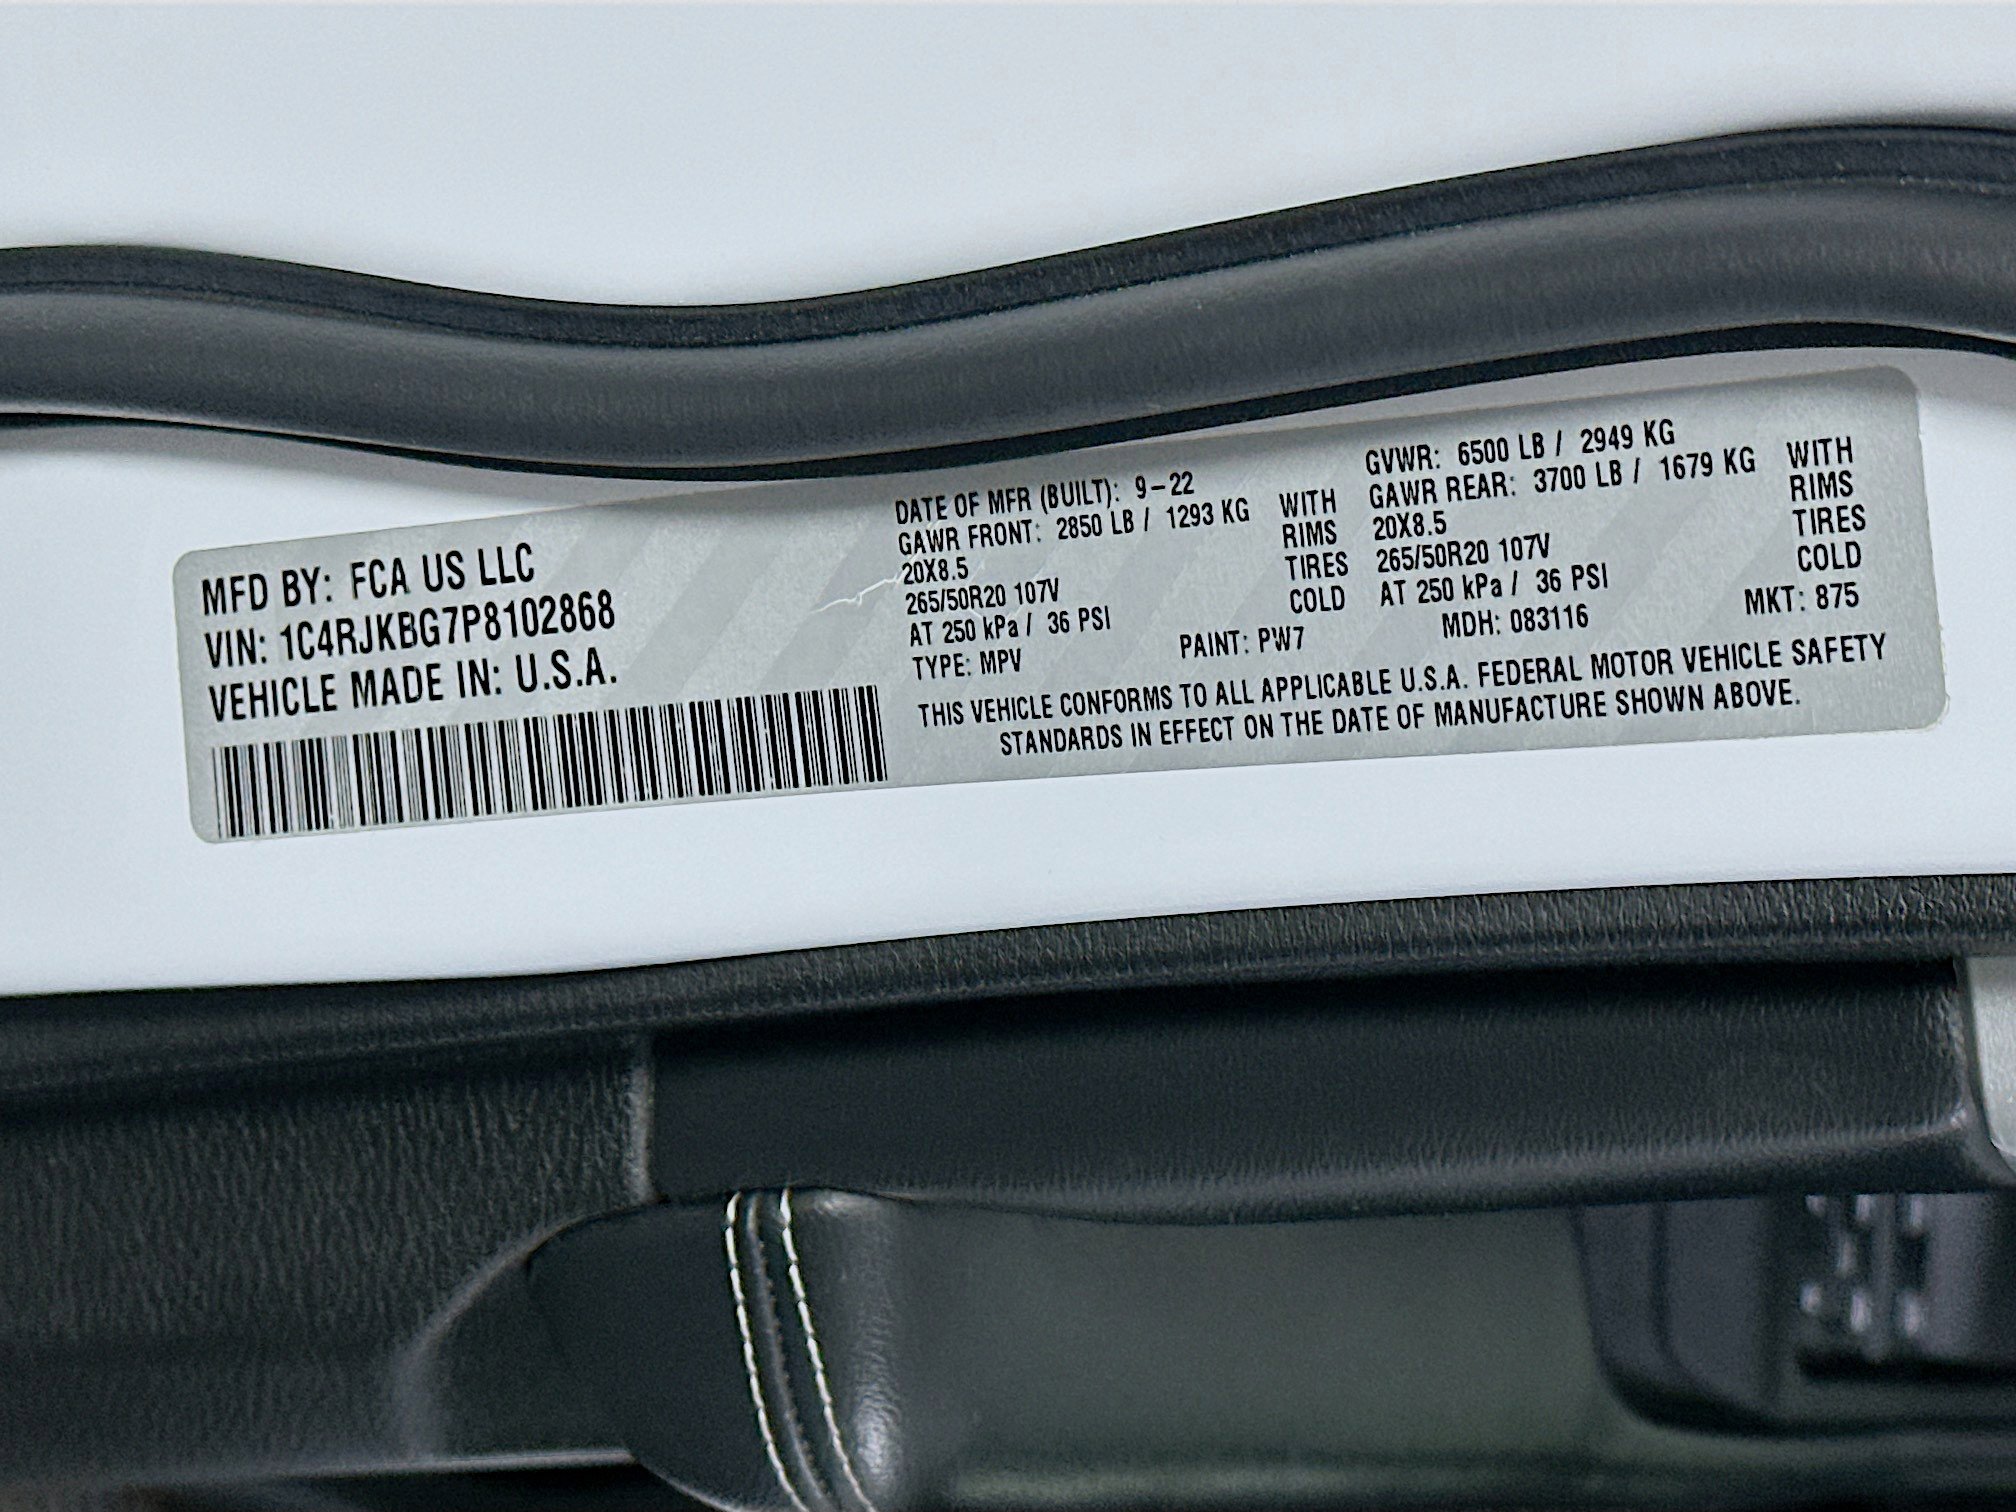 MFD BY: FCA US LLC
VIN: 1C4RJKBG7P8102868
VEHICLE MADE IN: U.S.A.
DATE OF MFR (BUILT): 9-22
GAWR FRONT: 2850 LB / 1293 KG WITH
20X8.5 RIMS
265/50R20 107V TIRES
AT 250 kPa / 36 PSI COLD
TYPE: MPV PAINT: PW7
GVWR: 6500 LB / 2949 KG
GAWR REAR: 3700 LB / 1679 KG WITH
20X8.5 RIMS
265/50R20 107V TIRES
AT 250 kPa / 36 PSI COLD
MDH: 083116 MKT: 875
THIS VEHICLE CONFORMS TO ALL APPLICABLE U.S.A. FEDERAL MOTOR VEHICLE SAFETY
STANDARDS IN EFFECT ON THE DATE OF MANUFACTURE SHOWN ABOVE.